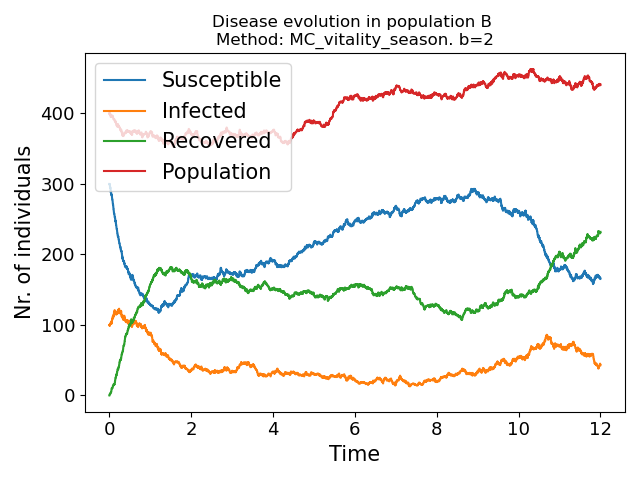 Disease evolution in population B
Method: MC_vitality_season. b=2
Susceptible
Infected
Recovered
Population
Nr. of individuals
400
300
200
100
0
0 2 4 6 8 10 12
Time